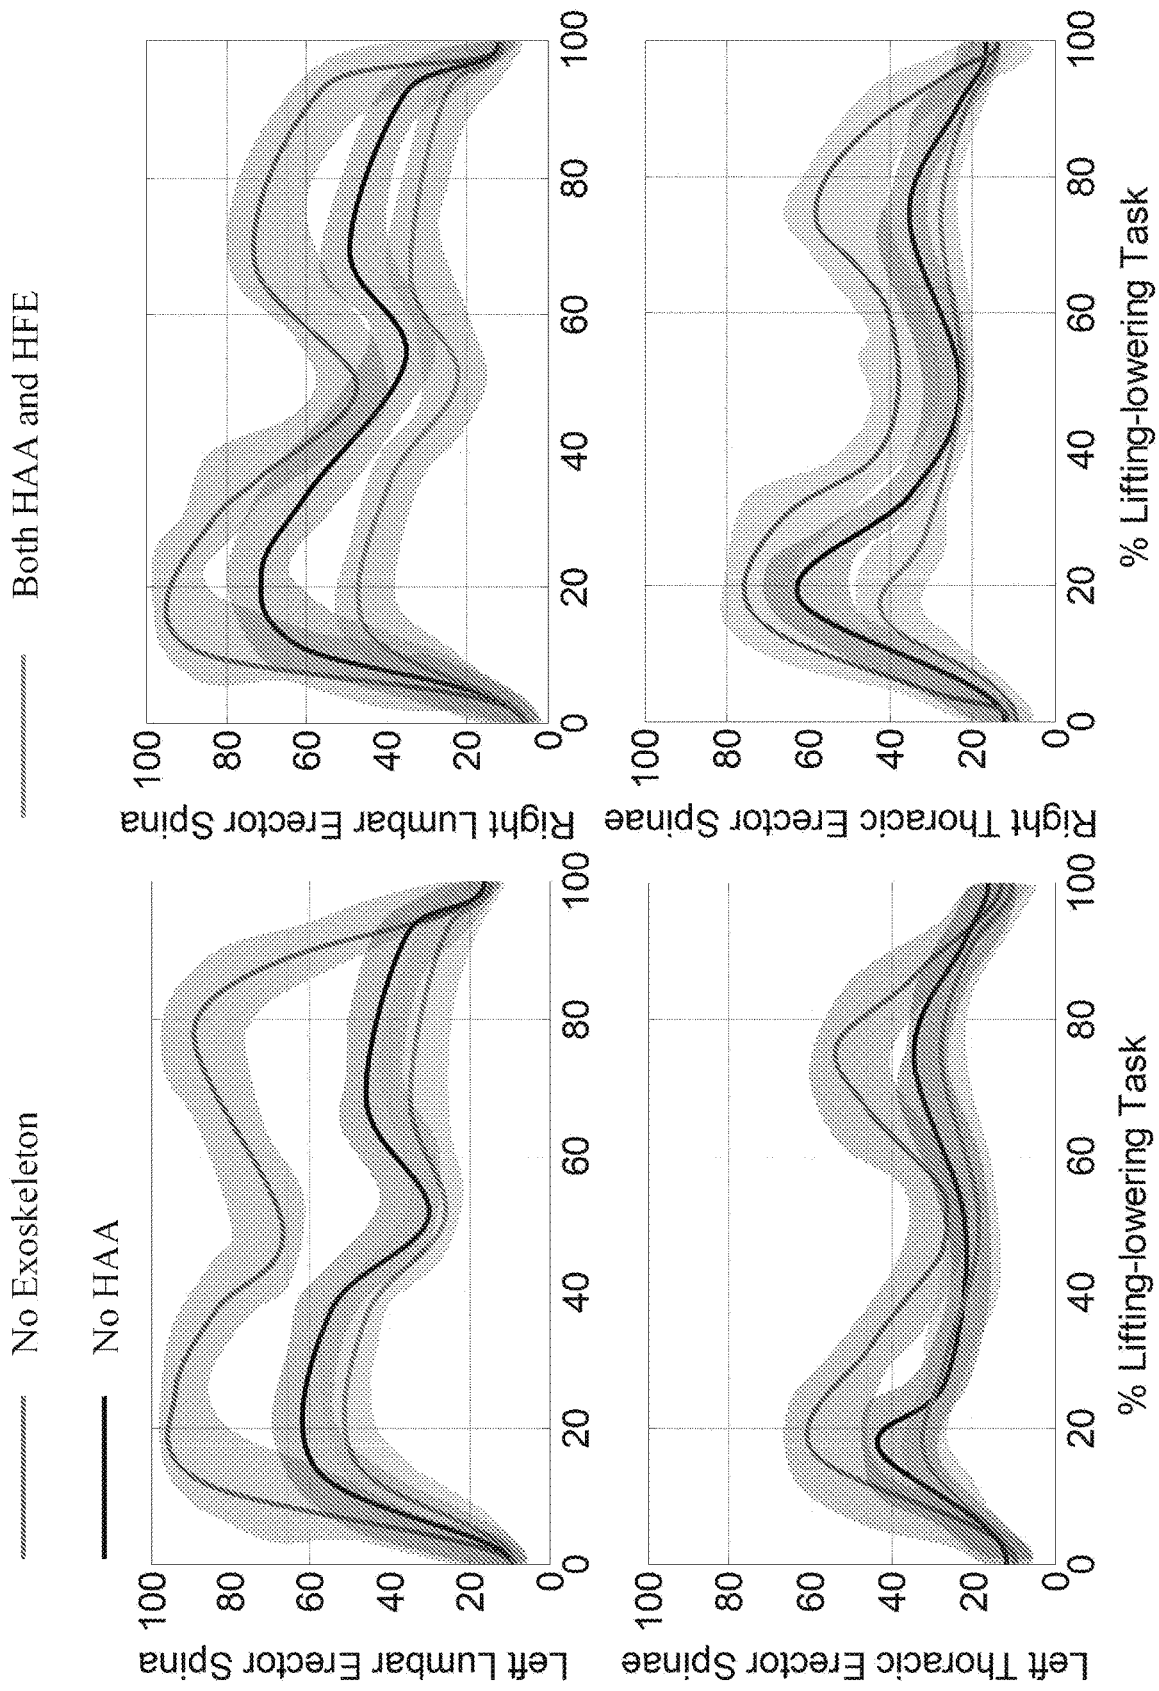 No Exoskeleton
Both HAA and HFE
No HAA
Left Lumbar Erector Spina
100
80
60
40
20
0
0 20 40 60 80 100
Right Lumbar Erector Spina
100
80
60
40
20
0
0 20 40 60 80 100
Left Thoracic Erector Spinae
100
80
60
40
20
0
0 20 40 60 80 100
% Lifting-lowering Task
Right Thoracic Erector Spinae
100
80
60
40
20
0
0 20 40 60 80 100
% Lifting-lowering Task